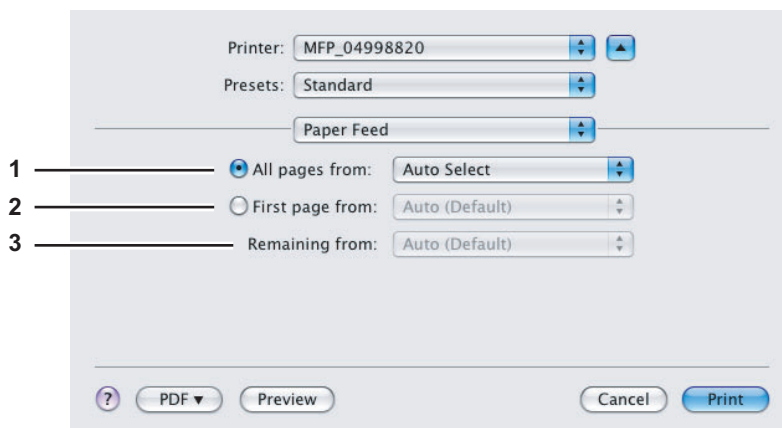 Printer: MFP_04998820
Presets: Standard
Paper Feed
1 All pages from: Auto Select
2 First page from: Auto (Default)
3 Remaining from: Auto (Default)
? PDF ▼ Preview Cancel Print